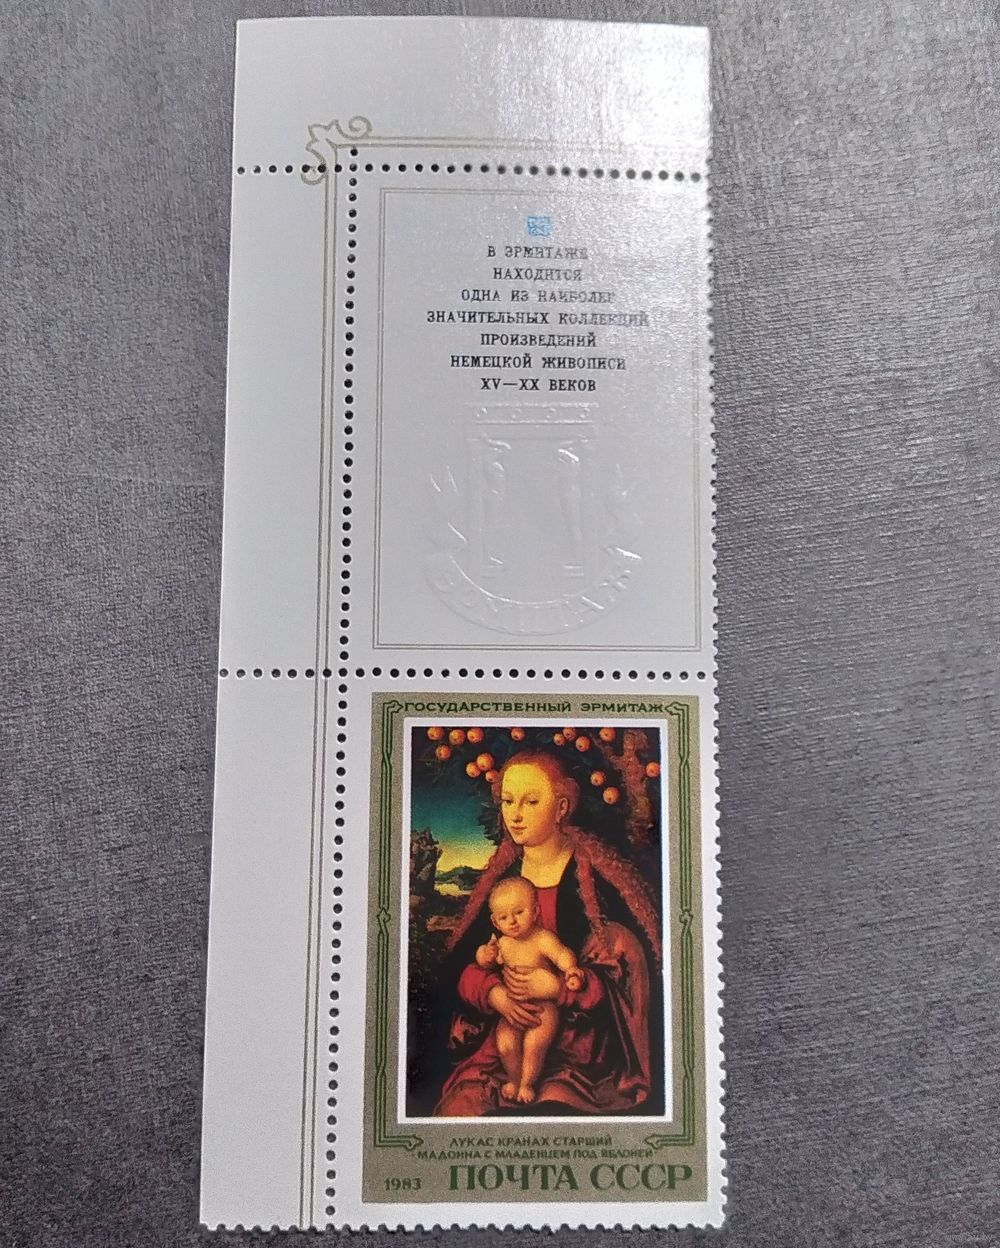 В ЭРМИТАЖЕ
НАХОДИТСЯ
ОДНА ИЗ НАИБОЛЕЕ
ЗНАЧИТЕЛЬНЫХ КОЛЛЕКЦИЙ
ПРОИЗВЕДЕНИЙ
НЕМЕЦКОЙ ЖИВОПИСИ
XV—XX ВЕКОВ
ЭРМИТАЖ
ГОСУДАРСТВЕННЫЙ ЭРМИТАЖ
ЛУКАС КРАНАХ СТАРШИЙ
МАДОННА С МЛАДЕНЦЕМ ПОД ЯБЛОНЕЙ
1983 ПОЧТА СССР